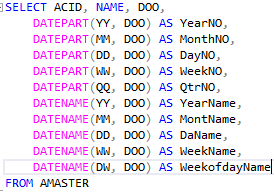 SELECT ACID, NAME, DOO,
DATEPART(YY, DOO) AS YearNO,
DATEPART(MM, DOO) AS MonthNO,
DATEPART(DD, DOO) AS DayNO,
DATEPART(WW, DOO) AS WeekNO,
DATEPART(QQ, DOO) AS QtrNO,
DATENAME(YY, DOO) AS YearName,
DATENAME(MM, DOO) AS MontName,
DATENAME(DD, DOO) AS DaName,
DATENAME(WW, DOO) AS WeekName,
DATENAME(DW, DOO) AS WeekofdayName
FROM AMASTER